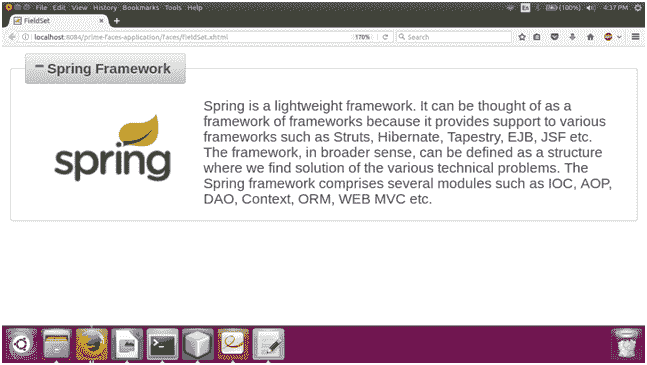 FieldSet
File Edit View History Bookmarks Tools Help
En
(100%)
4:37 PM
localhost:8084/prime-faces-application/faces/fieldSet.xhtml
170%
Search
Spring Framework
spring
Spring is a lightweight framework. It can be thought of as a
framework of frameworks because it provides support to various
frameworks such as Struts, Hibernate, Tapestry, EJB, JSF etc.
The framework, in broader sense, can be defined as a structure
where we find solution of the various technical problems. The
Spring framework comprises several modules such as IOC, AOP,
DAO, Context, ORM, WEB MVC etc.